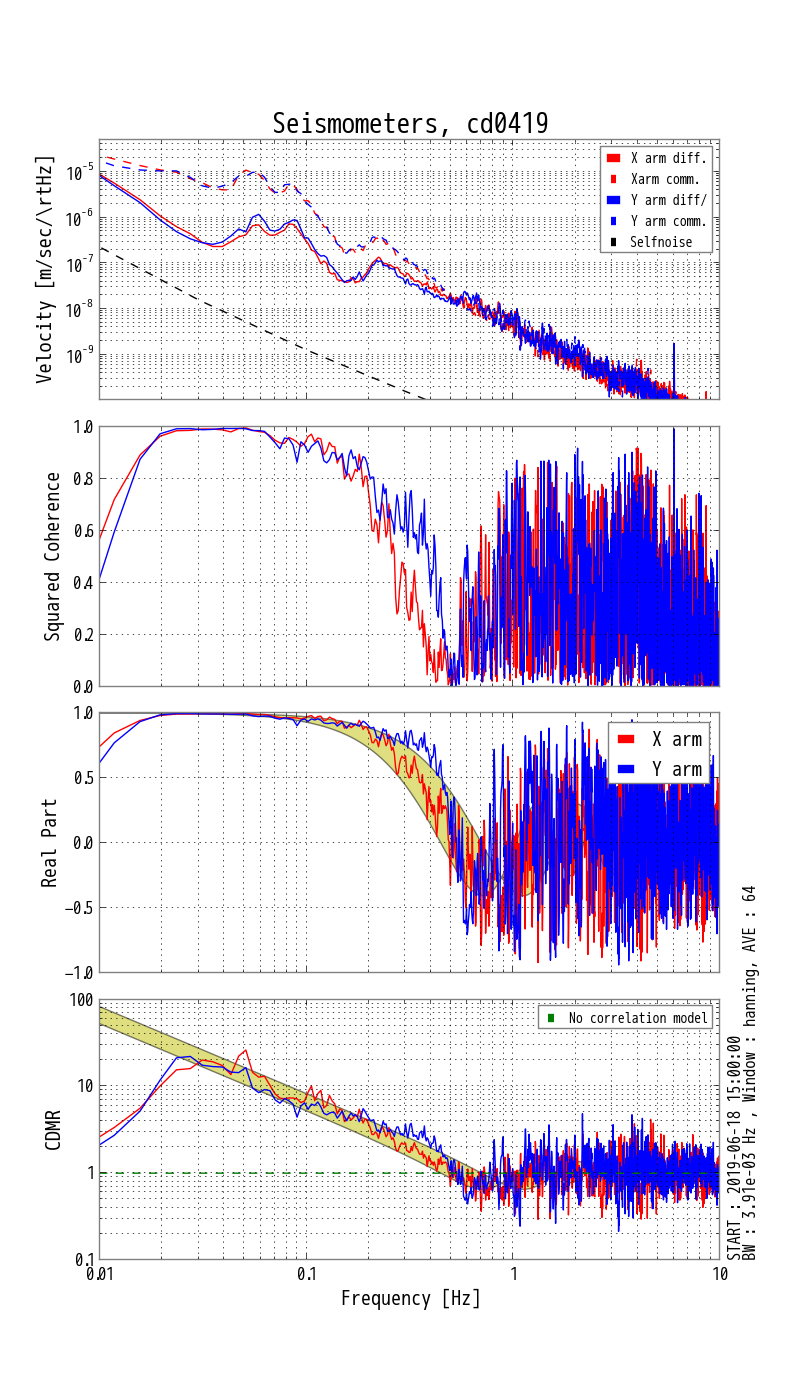 Seismometers, cd0419
Velocity [m/sec/\rtHz]
10^-5
10^-6
10^-7
10^-8
10^-9
X arm diff.
Xarm comm.
Y arm diff/
Y arm comm.
Selfnoise
Squared Coherence
1.0
0.8
0.6
0.4
0.2
0.0
Real Part
1.0
0.5
0.0
−0.5
−1.0
X arm
Y arm
CDMR
100
10
1
0.1
No correlation model
0.01
0.1
1
10
Frequency [Hz]
START : 2019-06-18 15:00:00
BW : 3.91e-03 Hz , Window : hanning, AVE : 64